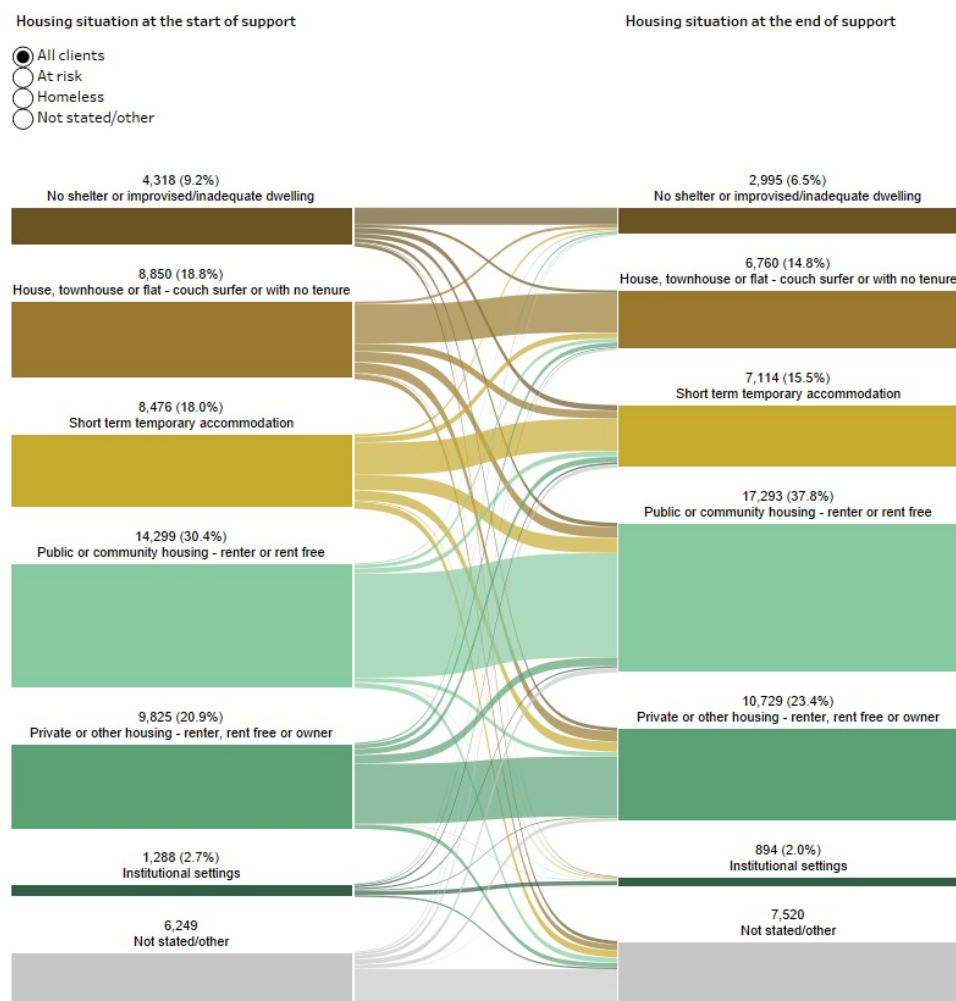 Housing situation at the start of support
Housing situation at the end of support
All clients
At risk
Homeless
Not stated/other
4,318 (9.2%)
No shelter or improvised/inadequate dwelling
2,995 (6.5%)
No shelter or improvised/inadequate dwelling
8,850 (18.8%)
House, townhouse or flat - couch surfer or with no tenure
6,760 (14.8%)
House, townhouse or flat - couch surfer or with no tenure
8,476 (18.0%)
Short term temporary accommodation
7,114 (15.5%)
Short term temporary accommodation
14,299 (30.4%)
Public or community housing - renter or rent free
17,293 (37.8%)
Public or community housing - renter or rent free
9,825 (20.9%)
Private or other housing - renter, rent free or owner
10,729 (23.4%)
Private or other housing - renter, rent free or owner
1,288 (2.7%)
Institutional settings
894 (2.0%)
Institutional settings
6,249
Not stated/other
7,520
Not stated/other